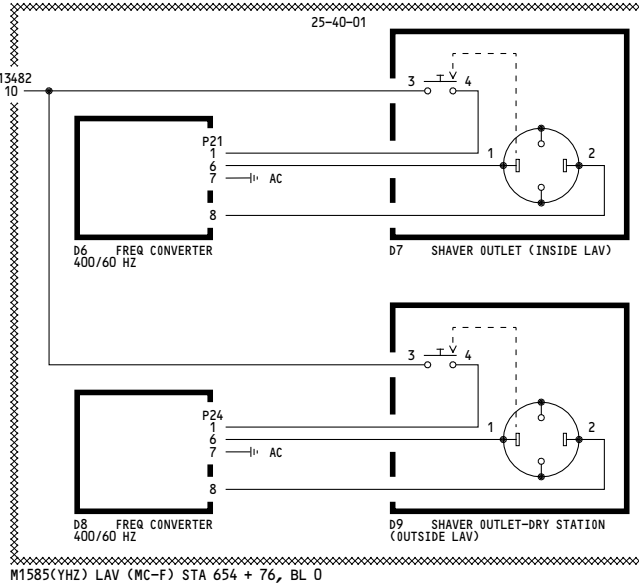 25-40-01
13482
10
3 4
P21
1
6
7 AC
8
1 2
D6 FREQ CONVERTER
400/60 HZ
D7 SHAVER OUTLET (INSIDE LAV)
3 4
P24
1
6
7 AC
8
1 2
D8 FREQ CONVERTER
400/60 HZ
D9 SHAVER OUTLET-DRY STATION
(OUTSIDE LAV)
M1585(YHZ) LAV (MC-F) STA 654 + 76, BL 0